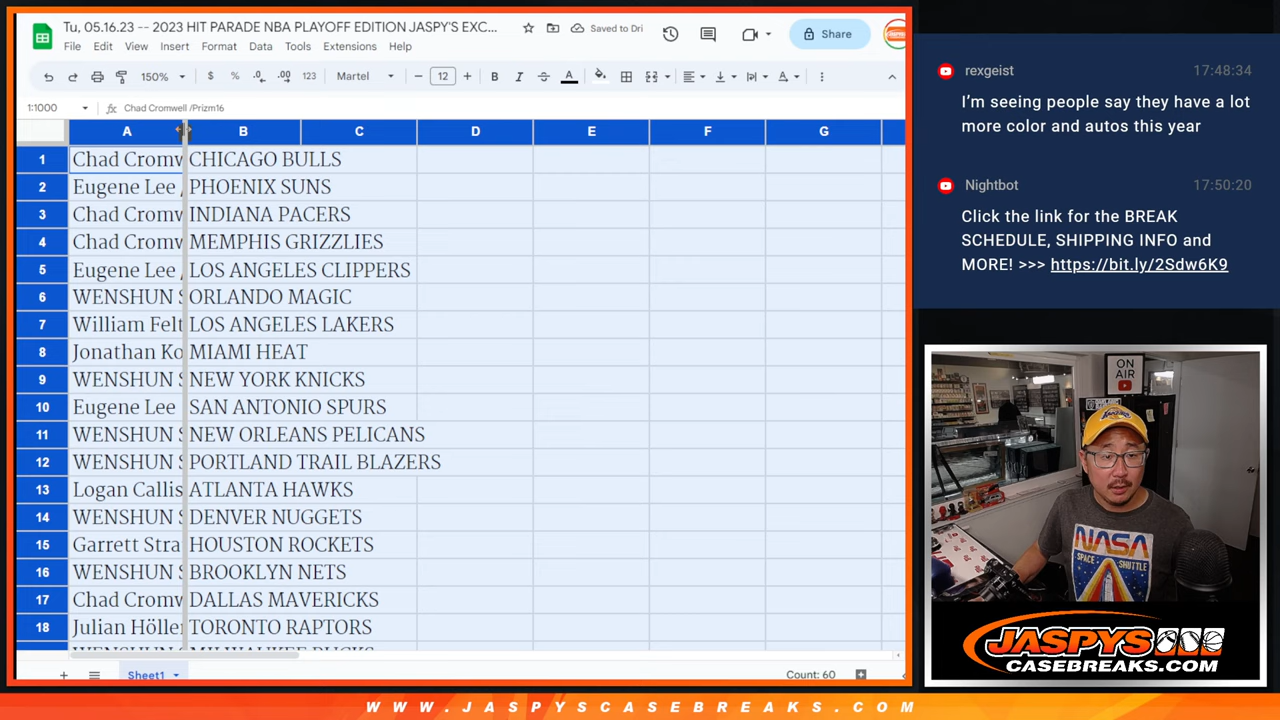 Tu, 05.16.23 -- 2023 HIT PARADE NBA PLAYOFF EDITION JASPY'S EXC...
Saved to Dri
Share
File Edit View Insert Format Data Tools Extensions Help
150% $ % .0 .00 123 Martel 12 B I A
1:1000 fx Chad Cromwell /Prizm16
A B C D E F G
1 Chad Cromw CHICAGO BULLS
2 Eugene Lee / PHOENIX SUNS
3 Chad Cromw INDIANA PACERS
4 Chad Cromw MEMPHIS GRIZZLIES
5 Eugene Lee / LOS ANGELES CLIPPERS
6 WENSHUN S ORLANDO MAGIC
7 William Felt LOS ANGELES LAKERS
8 Jonathan Ko MIAMI HEAT
9 WENSHUN S NEW YORK KNICKS
10 Eugene Lee SAN ANTONIO SPURS
11 WENSHUN S NEW ORLEANS PELICANS
12 WENSHUN S PORTLAND TRAIL BLAZERS
13 Logan Callis ATLANTA HAWKS
14 WENSHUN S DENVER NUGGETS
15 Garrett Stra HOUSTON ROCKETS
16 WENSHUN S BROOKLYN NETS
17 Chad Cromw DALLAS MAVERICKS
18 Julian Höller TORONTO RAPTORS
WENSHUN S MILWAUKEE BUCKS
Sheet1
Count: 60
rexgeist 17:48:34
I'm seeing people say they have a lot
more color and autos this year
Nightbot 17:50:20
Click the link for the BREAK
SCHEDULE, SHIPPING INFO and
MORE! >>> https://bit.ly/2Sdw6K9
ON
AIR
NASA
SPACE SHUTTLE
JASPYS
CASEBREAKS.COM
WWW.JASPYSCASEBREAKS.COM